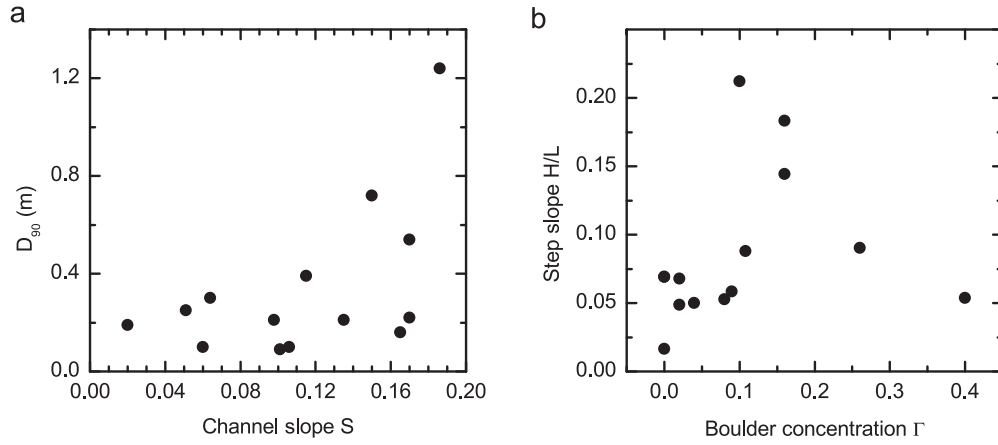 a
D90 (m)
1.2
0.8
0.4
0.0
0.00 0.04 0.08 0.12 0.16 0.20
Channel slope S
b
Step slope H/L
0.20
0.15
0.10
0.05
0.00
0.0 0.1 0.2 0.3 0.4
Boulder concentration Γ